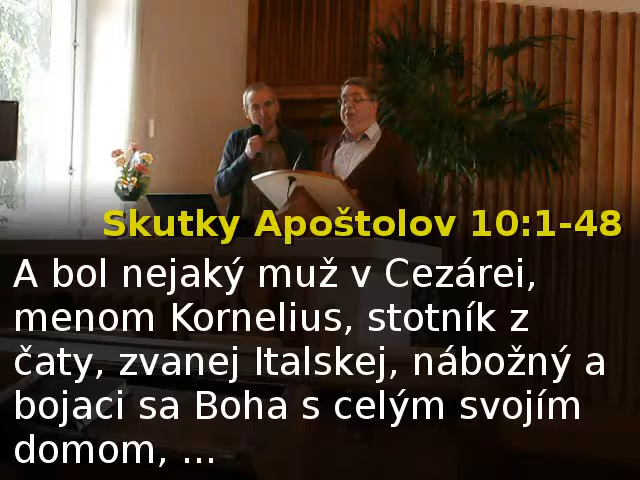 Skutky Apoštolov 10:1-48
A bol nejaký muž v Cezárei,
menom Kornelius, stotník z
čaty, zvanej Italskej, nábožný a
bojaci sa Boha s celým svojím
domom, ...